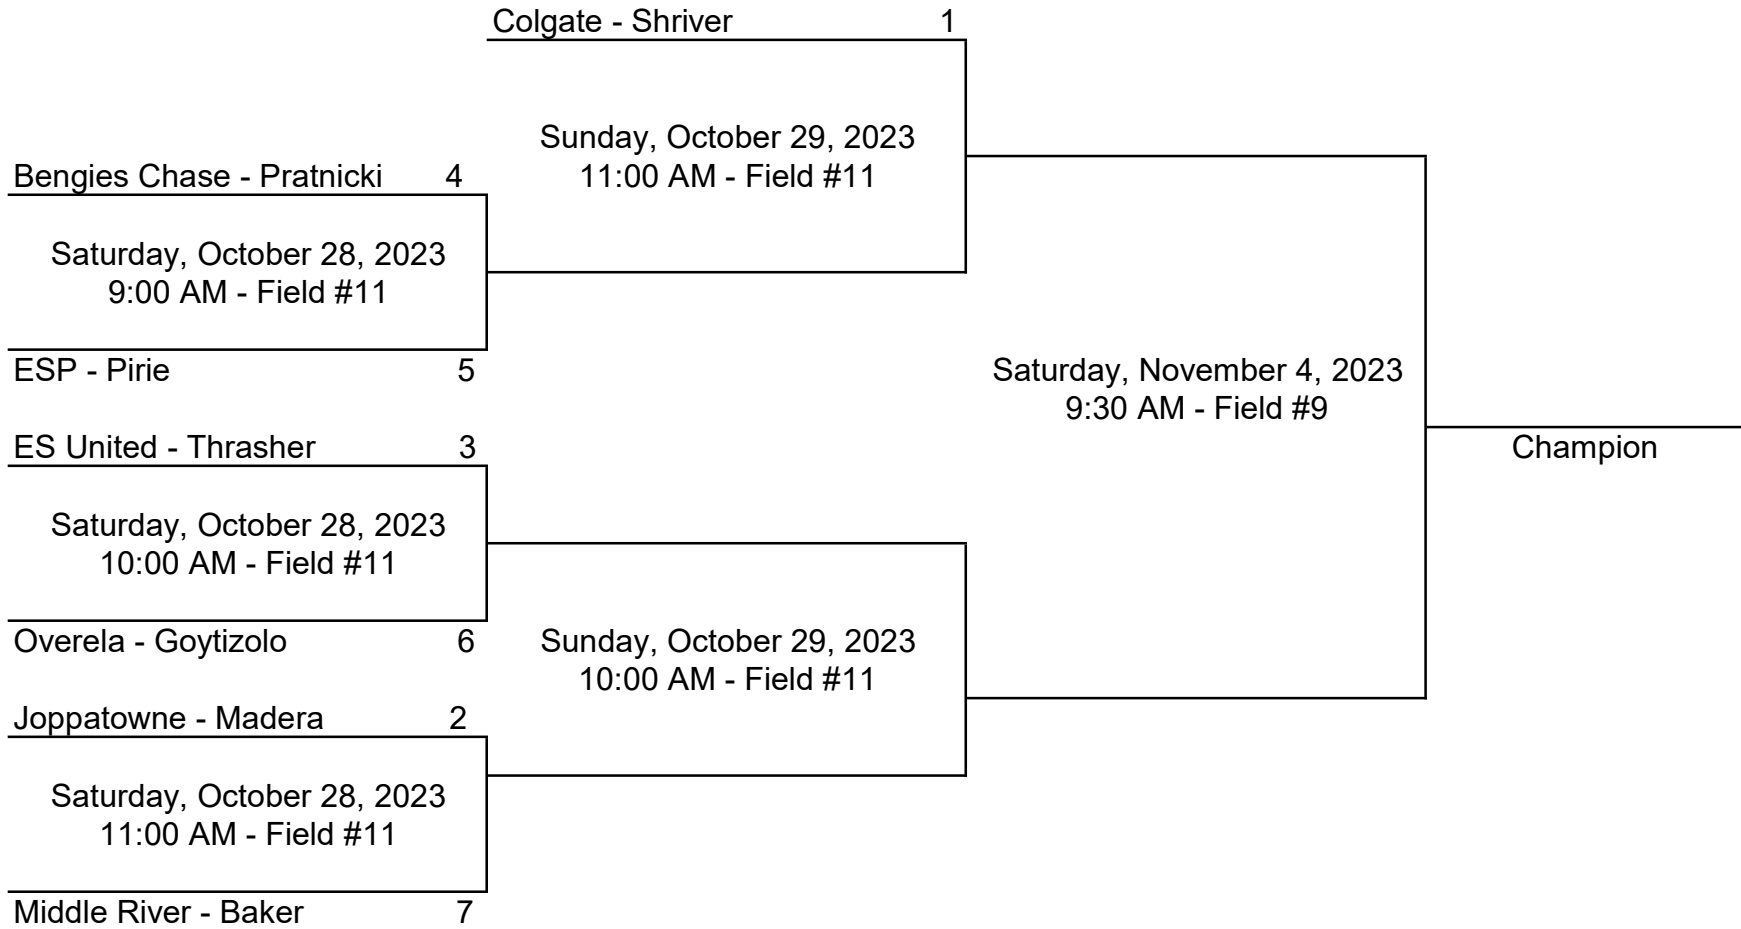 Colgate - Shriver 1
Sunday, October 29, 2023
11:00 AM - Field #11
Bengies Chase - Pratnicki 4
Saturday, October 28, 2023
9:00 AM - Field #11
ESP - Pirie 5
Saturday, November 4, 2023
9:30 AM - Field #9
Champion
ES United - Thrasher 3
Saturday, October 28, 2023
10:00 AM - Field #11
Overela - Goytizolo 6
Sunday, October 29, 2023
10:00 AM - Field #11
Joppatowne - Madera 2
Saturday, October 28, 2023
11:00 AM - Field #11
Middle River - Baker 7